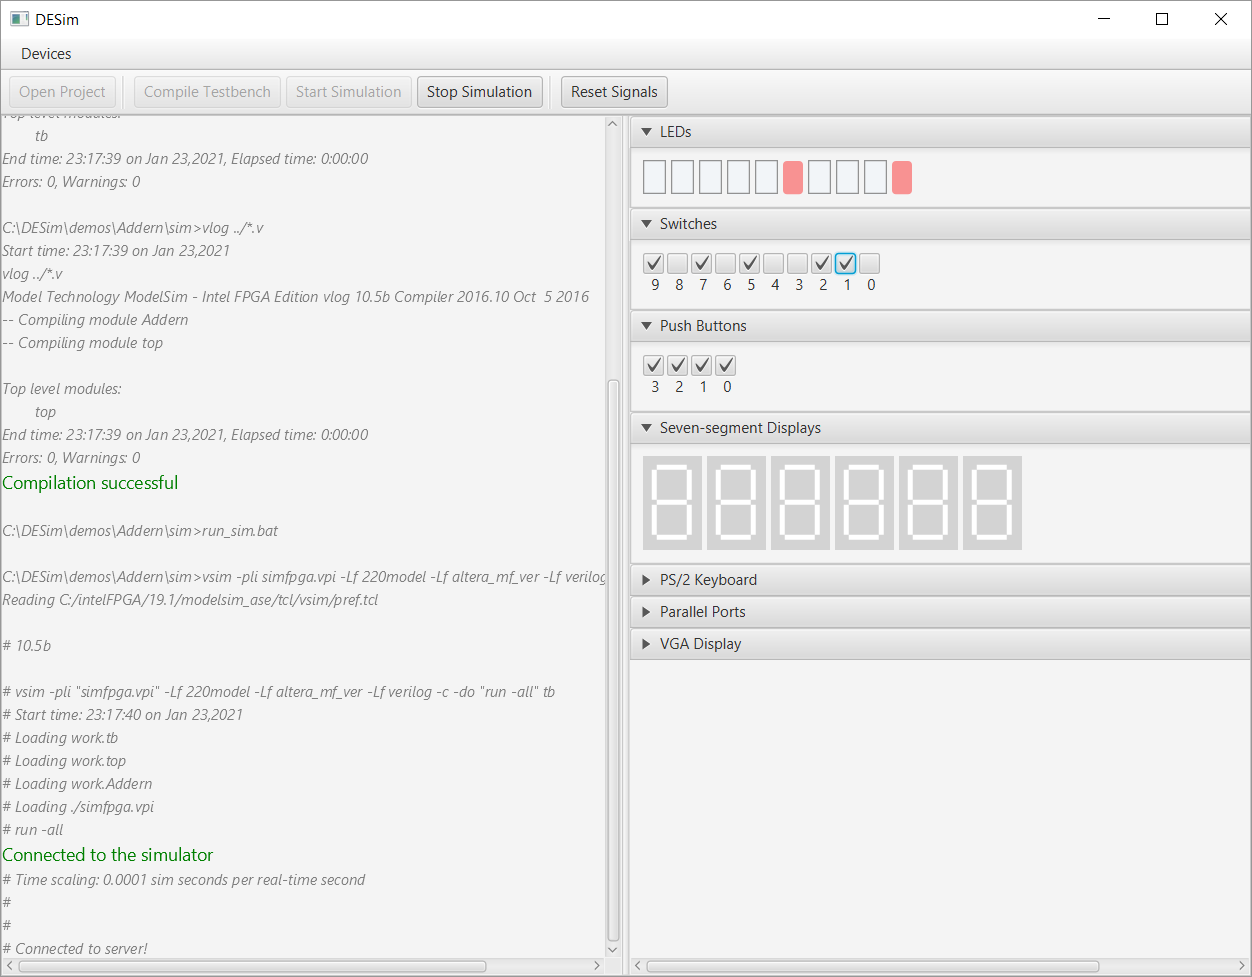 DESim
Devices
Open Project
Compile Testbench
Start Simulation
Stop Simulation
Reset Signals
Top level modules:
tb
End time: 23:17:39 on Jan 23,2021, Elapsed time: 0:00:00
Errors: 0, Warnings: 0
C:\DESim\demos\Addern\sim>vlog ../*.v
Start time: 23:17:39 on Jan 23,2021
vlog ../*.v
Model Technology ModelSim - Intel FPGA Edition vlog 10.5b Compiler 2016.10 Oct  5 2016
-- Compiling module Addern
-- Compiling module top
Top level modules:
top
End time: 23:17:39 on Jan 23,2021, Elapsed time: 0:00:00
Errors: 0, Warnings: 0
Compilation successful
C:\DESim\demos\Addern\sim>run_sim.bat
C:\DESim\demos\Addern\sim>vsim -pli simfpga.vpi -Lf 220model -Lf altera_mf_ver -Lf verilog
Reading C:/intelFPGA/19.1/modelsim_ase/tcl/vsim/pref.tcl
# 10.5b
# vsim -pli "simfpga.vpi" -Lf 220model -Lf altera_mf_ver -Lf verilog -c -do "run -all" tb
# Start time: 23:17:40 on Jan 23,2021
# Loading work.tb
# Loading work.top
# Loading work.Addern
# Loading ./simfpga.vpi
# run -all
Connected to the simulator
# Time scaling: 0.0001 sim seconds per real-time second
#
#
# Connected to server!
LEDs
Switches
9 8 7 6 5 4 3 2 1 0
Push Buttons
3 2 1 0
Seven-segment Displays
PS/2 Keyboard
Parallel Ports
VGA Display